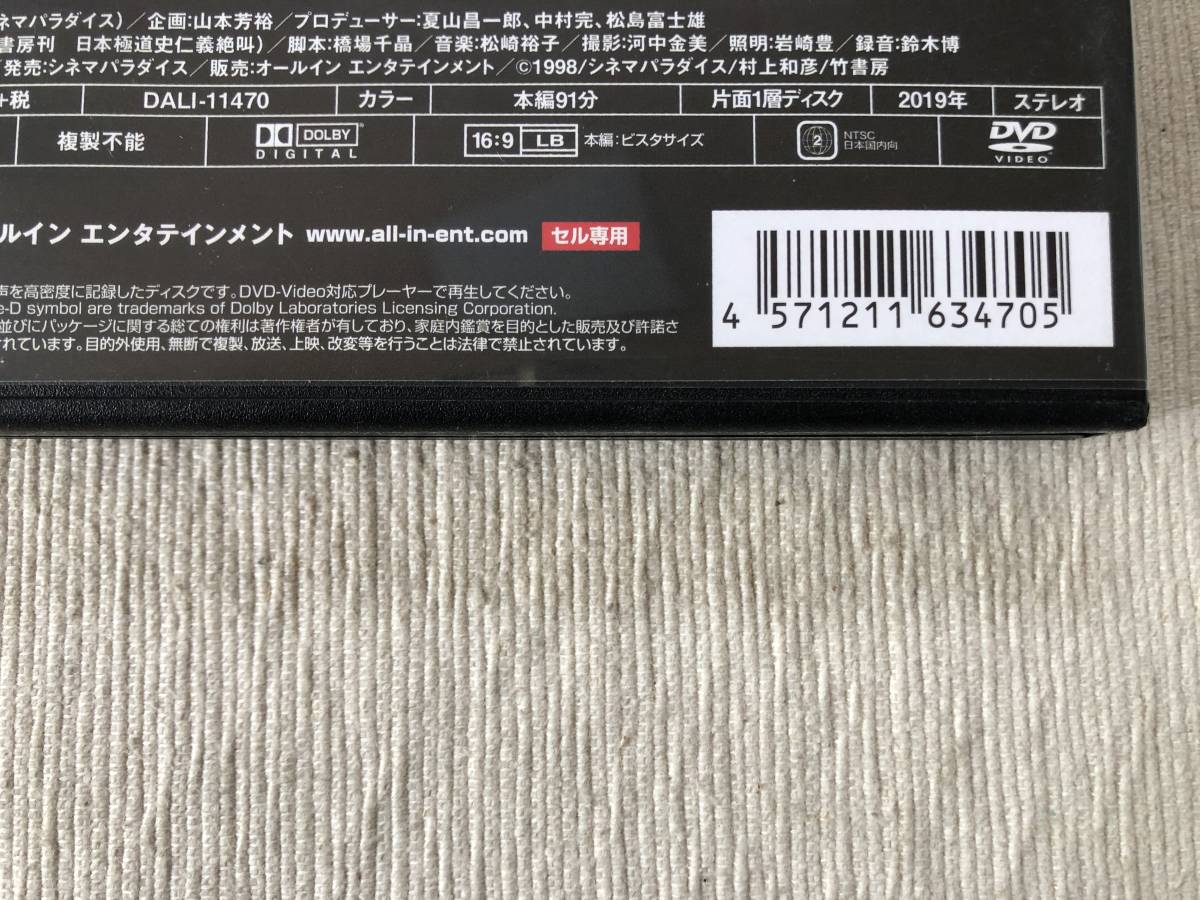 ネマパラダイス)／企画:山本芳裕／プロデューサー:夏山昌一郎、中村完、松島富士雄
書房刊 日本極道史仁義絶叫)／脚本:橋場千晶／音楽:松崎裕子／撮影:河中金美／照明:岩崎豊／録音:鈴木博
／発売:シネマパラダイス／販売:オールイン エンタテインメント／©1998/シネマパラダイス/村上和彦/竹書房
+税 DALI-11470 カラー 本編91分 片面1層ディスク 2019年 ステレオ
複製不能 DOLBY DIGITAL 16:9 LB 本編:ビスタサイズ 2 NTSC 日本国内向 DVD VIDEO
ルイン エンタテインメント www.all-in-ent.com セル専用
声を高密度に記録したディスクです。DVD-Video対応プレーヤーで再生してください。
e-D symbol are trademarks of Dolby Laboratories Licensing Corporation.
並びにパッケージに関する総ての権利は著作権者が有しており、家庭内鑑賞を目的とした販売及び許諾さ
れています。目的外使用、無断で複製、放送、上映、改変等を行うことは法律で禁止されています。
4 571211 634705